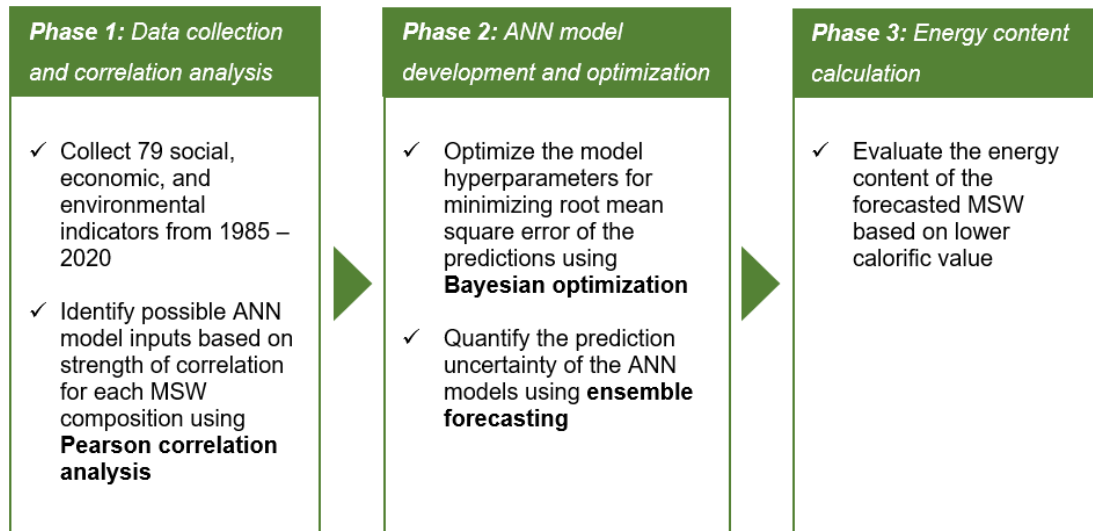 Phase 1: Data collection
and correlation analysis
✓ Collect 79 social,
economic, and
environmental
indicators from 1985 –
2020
✓ Identify possible ANN
model inputs based on
strength of correlation
for each MSW
composition using
Pearson correlation
analysis
Phase 2: ANN model
development and optimization
✓ Optimize the model
hyperparameters for
minimizing root mean
square error of the
predictions using
Bayesian optimization
✓ Quantify the prediction
uncertainty of the ANN
models using ensemble
forecasting
Phase 3: Energy content
calculation
✓ Evaluate the energy
content of the
forecasted MSW
based on lower
calorific value